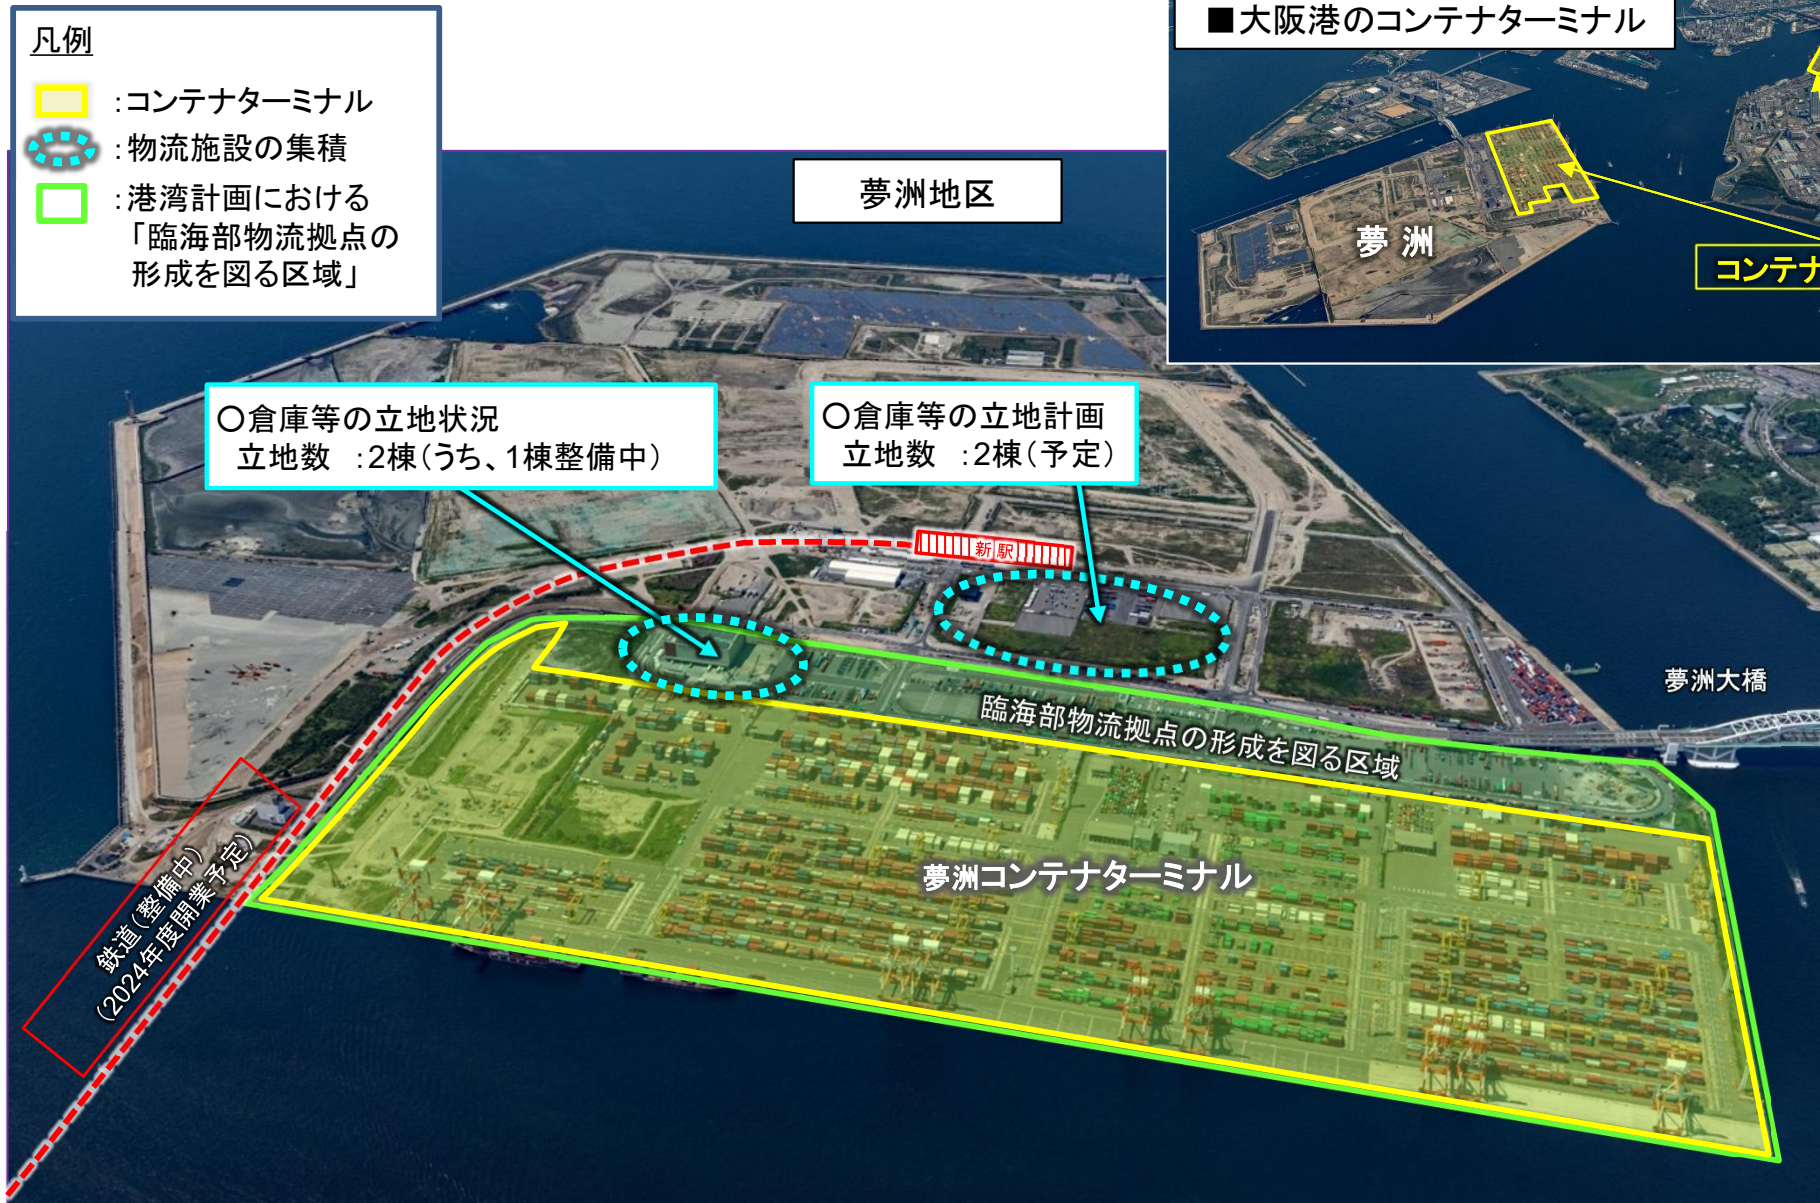 凡例
：コンテナターミナル
：物流施設の集積
：港湾計画における
「臨海部物流拠点の
形成を図る区域」
■大阪港のコンテナターミナル
夢 洲
コンテナ
夢洲地区
○倉庫等の立地状況
立地数 ：2棟（うち、1棟整備中）
○倉庫等の立地計画
立地数 ：2棟（予定）
新駅
夢洲大橋
臨海部物流拠点の形成を図る区域
夢洲コンテナターミナル
鉄道（整備中）
（2024年度開業予定）